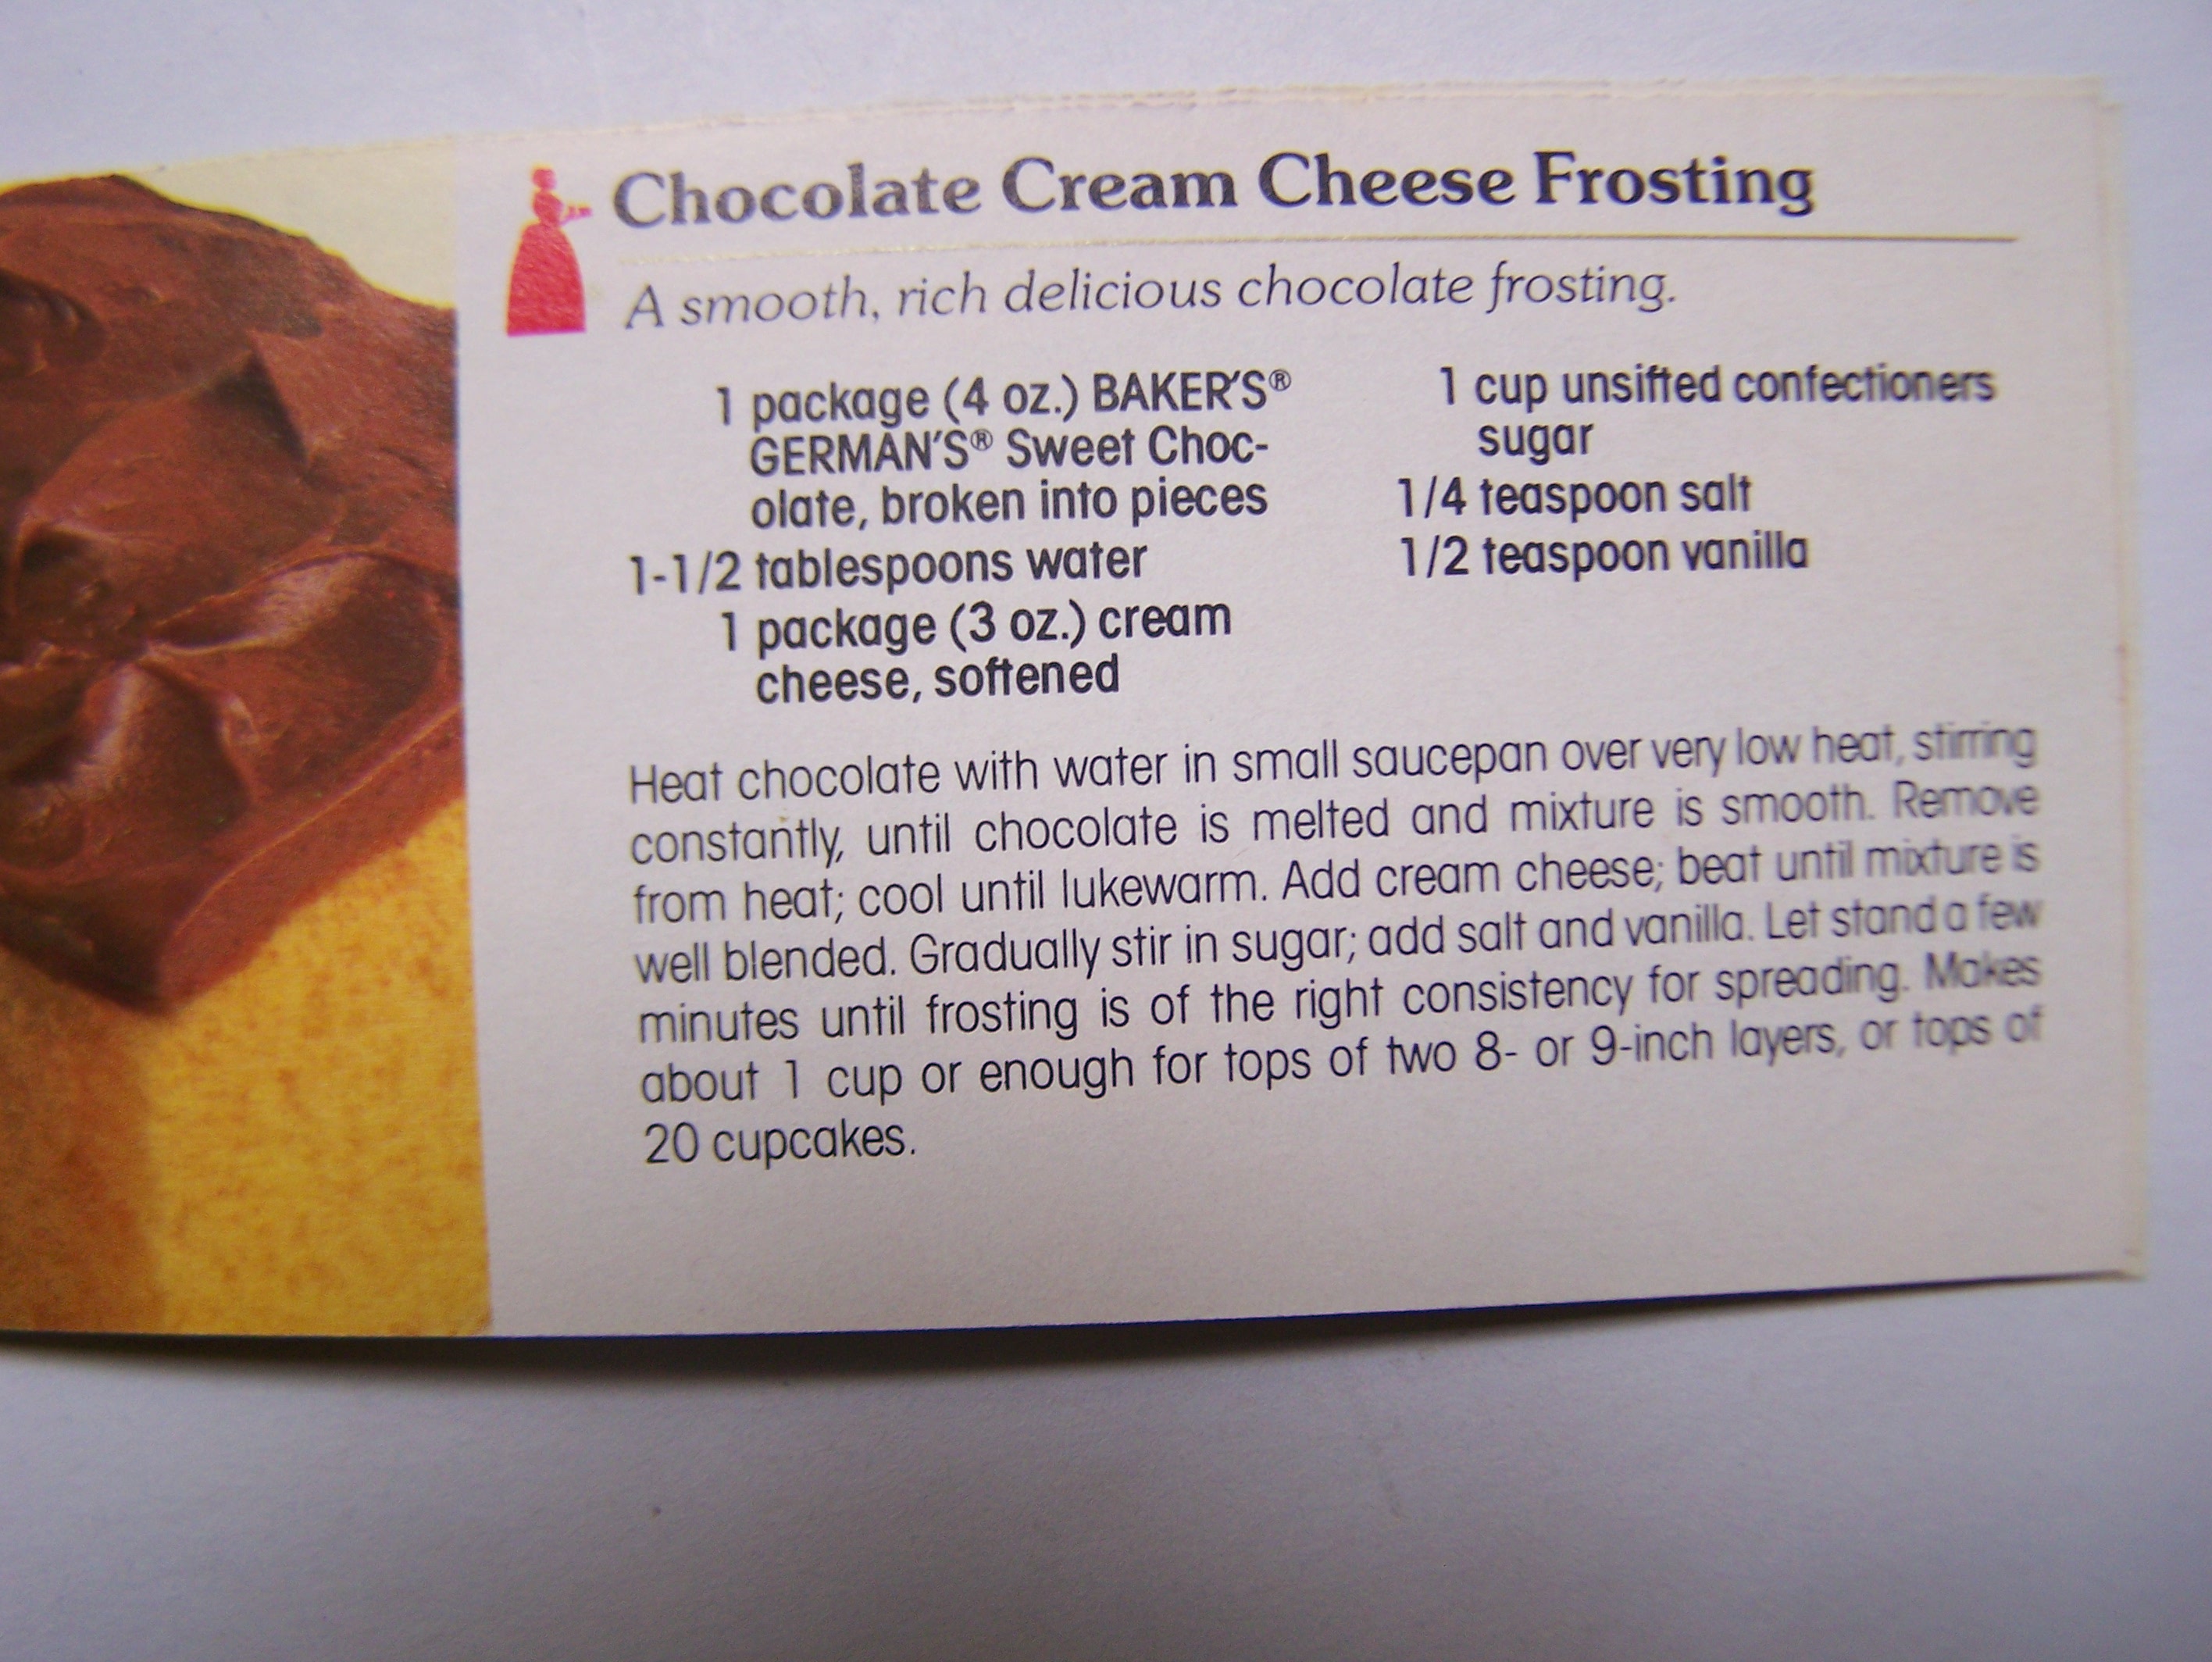 Chocolate Cream Cheese Frosting
A smooth, rich delicious chocolate frosting.
1 package (4 oz.) BAKER'S®
GERMAN'S® Sweet Choc-
olate, broken into pieces
1-1/2 tablespoons water
1 package (3 oz.) cream
cheese, softened
1 cup unsifted confectioners
sugar
1/4 teaspoon salt
1/2 teaspoon vanilla
Heat chocolate with water in small saucepan over very low heat, stirring
constantly, until chocolate is melted and mixture is smooth. Remove
from heat; cool until lukewarm. Add cream cheese; beat until mixture is
well blended. Gradually stir in sugar; add salt and vanilla. Let stand a few
minutes until frosting is of the right consistency for spreading. Makes
about 1 cup or enough for tops of two 8- or 9-inch layers, or tops of
20 cupcakes.